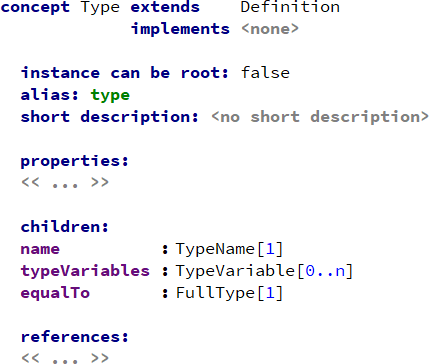 concept Type extends Definition
implements <none>
instance can be root: false
alias: type
short description: <no short description>
properties:
<< ... >>
children:
name : TypeName[1]
typeVariables : TypeVariable[0..n]
equalTo : FullType[1]
references:
<< ... >>